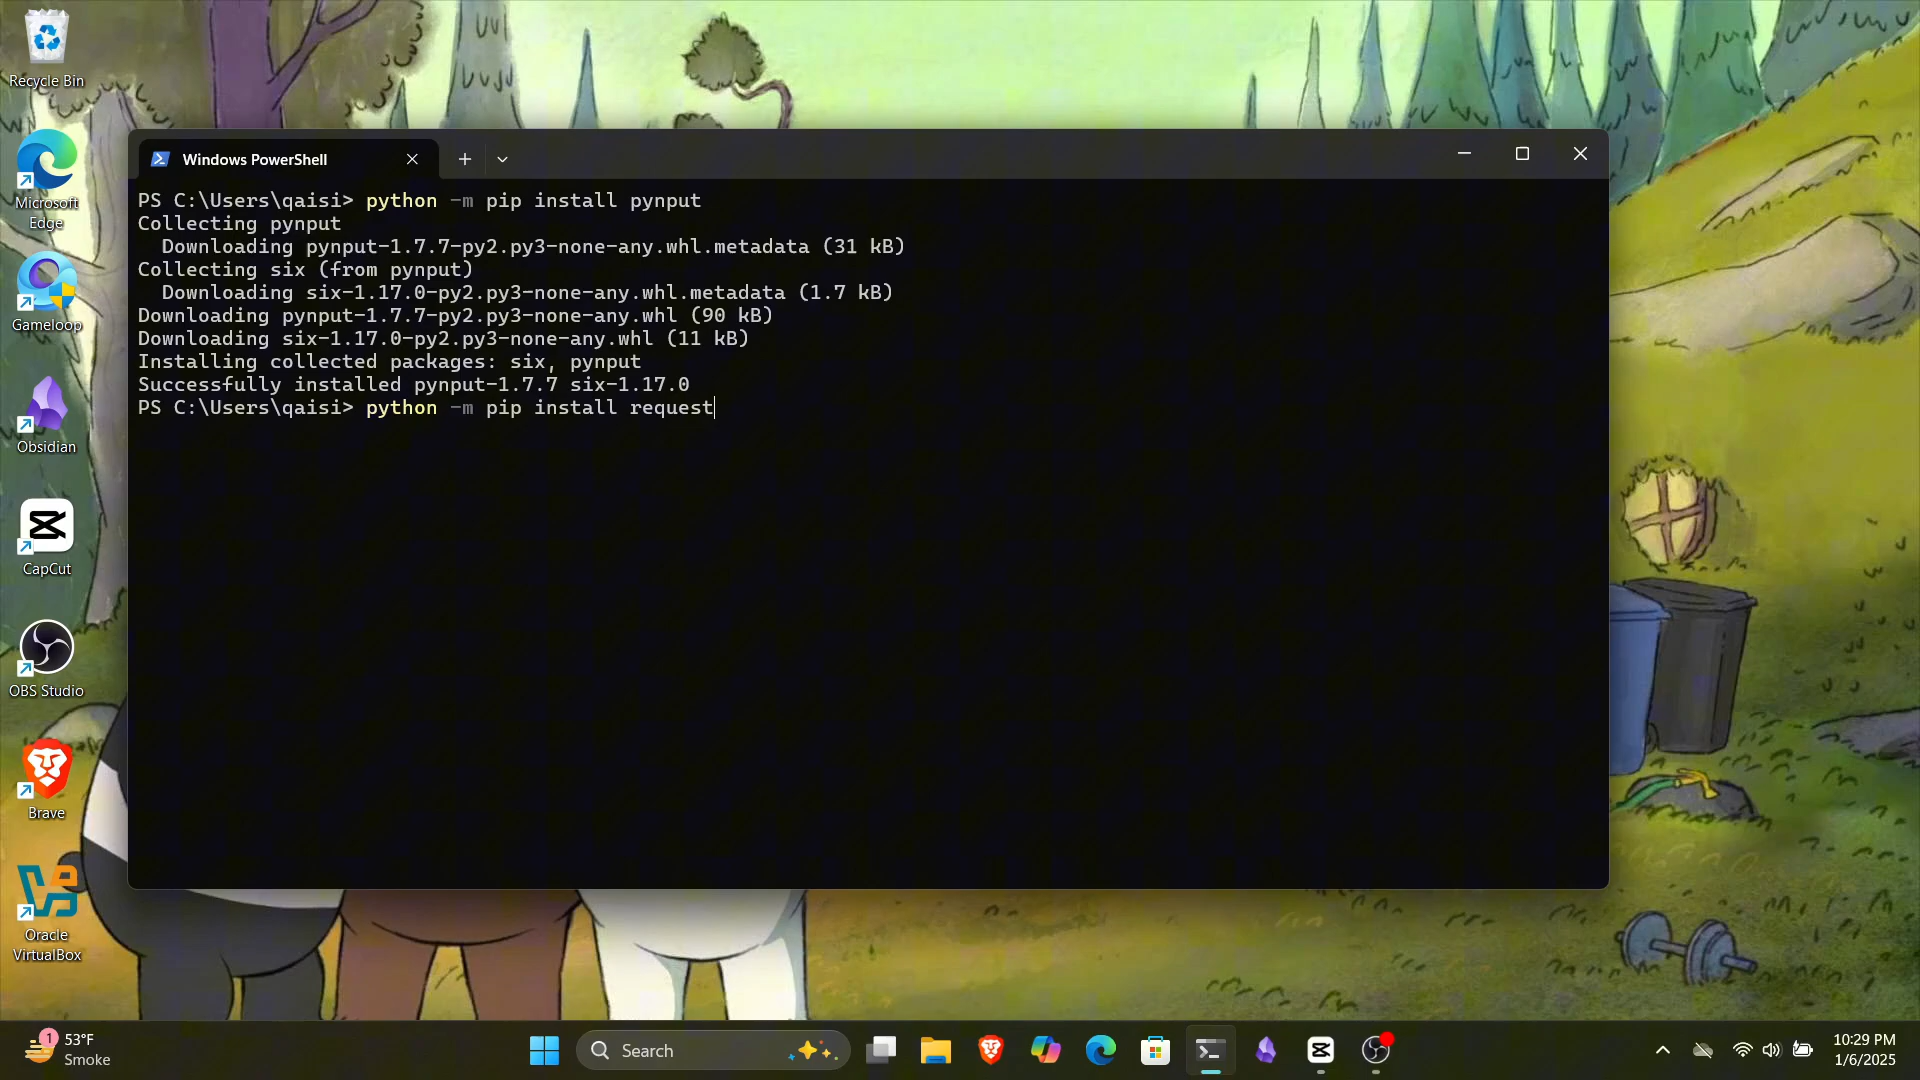 Recycle Bin
Microsoft
Edge
Gameloop
Obsidian
CapCut
OBS Studio
Brave
Oracle
VirtualBox
Windows PowerShell
PS C:\Users\qaisi> python -m pip install pynput
Collecting pynput
  Downloading pynput-1.7.7-py2.py3-none-any.whl.metadata (31 kB)
Collecting six (from pynput)
  Downloading six-1.17.0-py2.py3-none-any.whl.metadata (1.7 kB)
Downloading pynput-1.7.7-py2.py3-none-any.whl (90 kB)
Downloading six-1.17.0-py2.py3-none-any.whl (11 kB)
Installing collected packages: six, pynput
Successfully installed pynput-1.7.7 six-1.17.0
PS C:\Users\qaisi> python -m pip install request
1
53°F
Smoke
Search
10:29 PM
1/6/2025